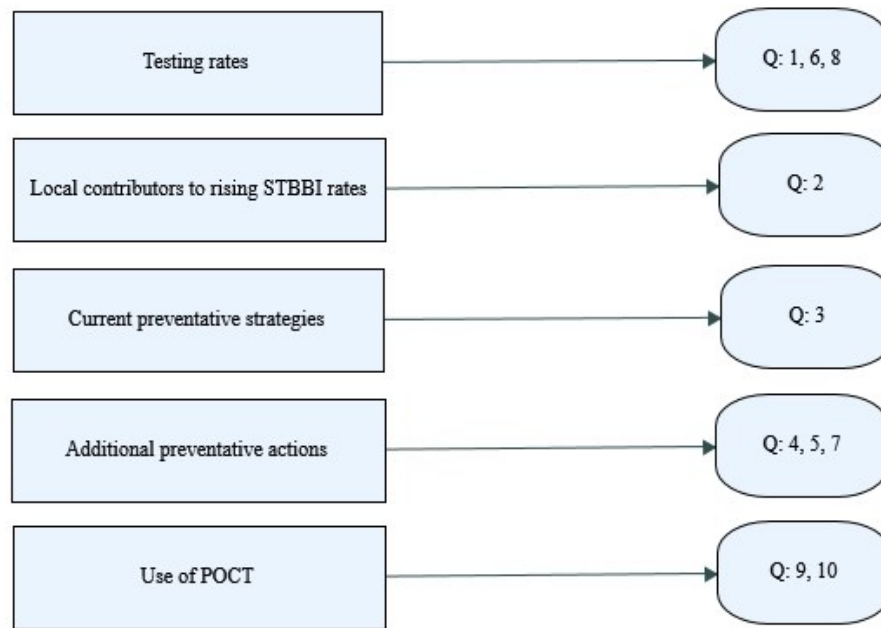 Testing rates
Q: 1, 6, 8
Local contributors to rising STBBI rates
Q: 2
Current preventative strategies
Q: 3
Additional preventative actions
Q: 4, 5, 7
Use of POCT
Q: 9, 10